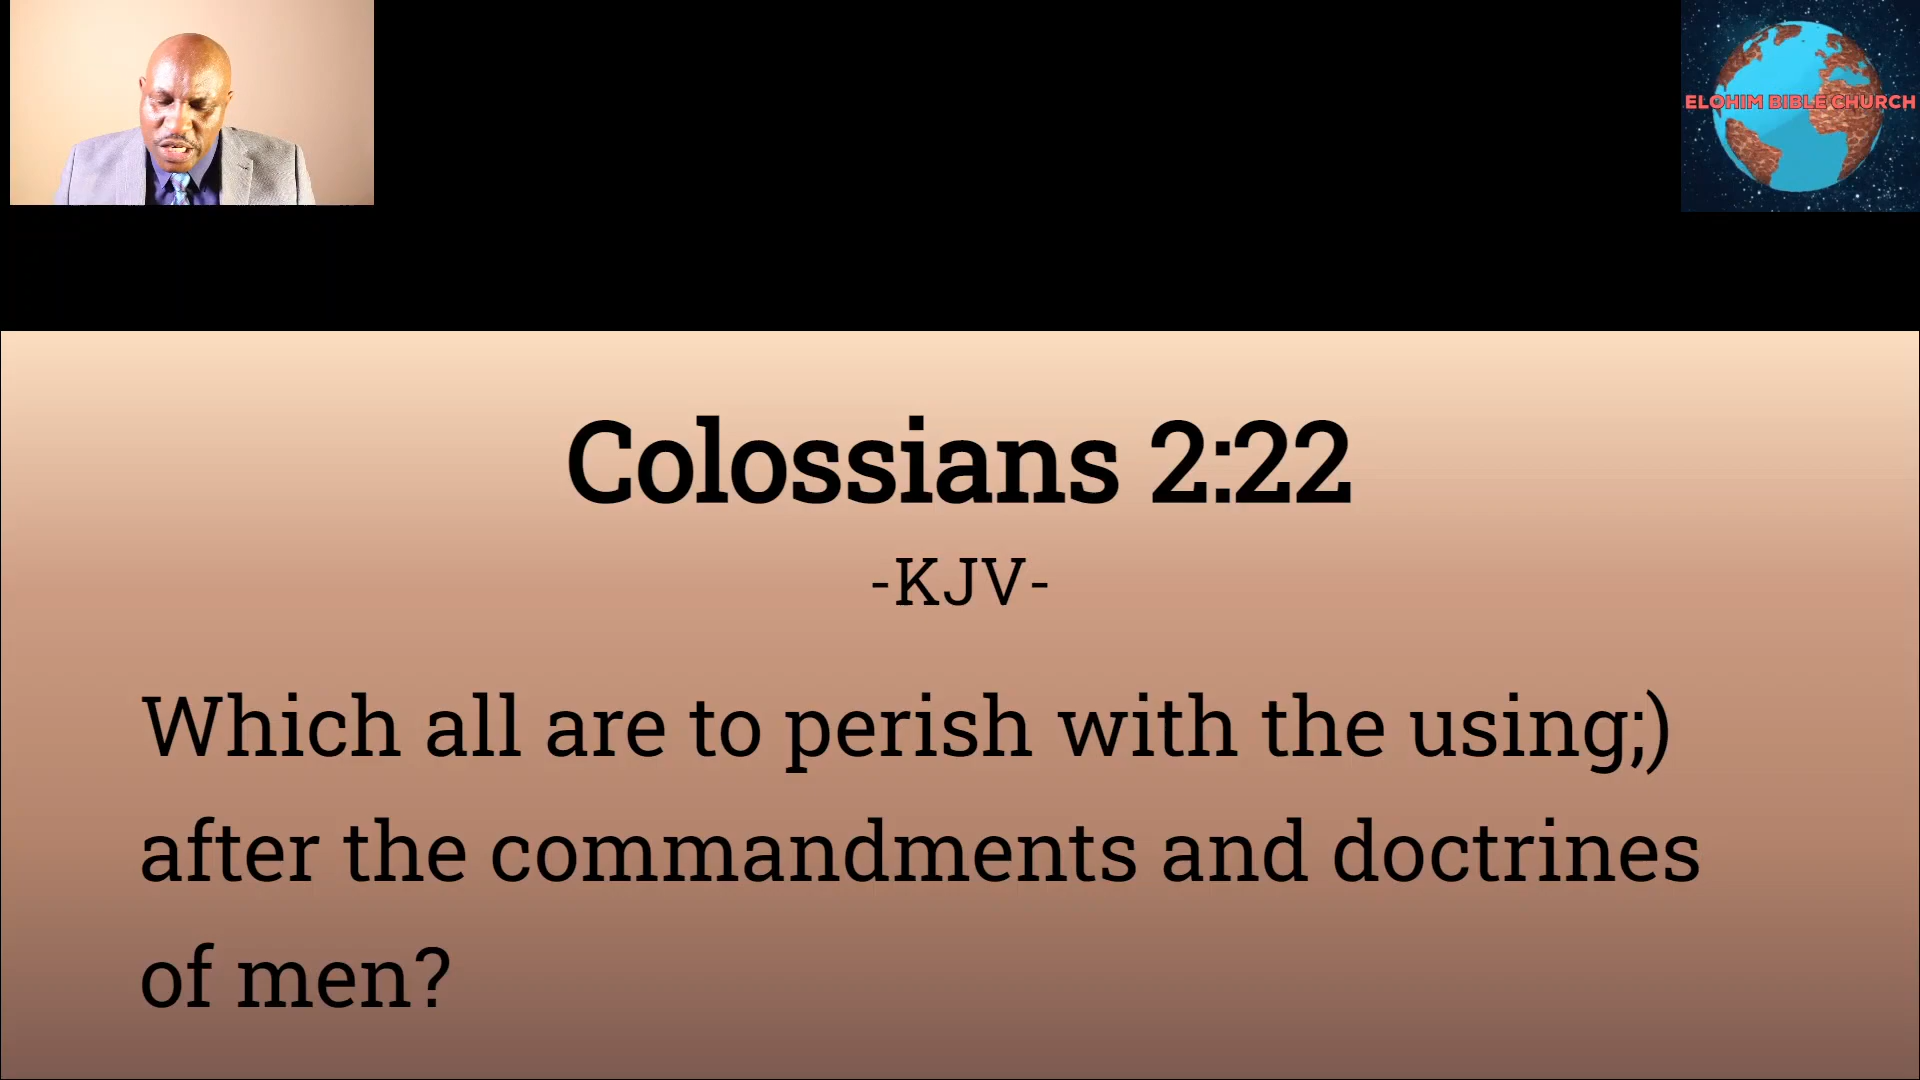 ELOHIM BIBLE CHURCH
Colossians 2:22
-KJV-
Which all are to perish with the using;)
after the commandments and doctrines
of men?